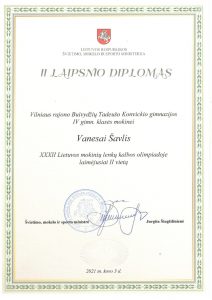 LIETUVOS RESPUBLIKOS
ŠVIETIMO, MOKSLO IR SPORTO MINISTERIJA
II LAIPSNIO DIPLOMAS
Vilniaus rajono Buivydžių Tadeušo Konvickio gimnazijos
IV gimn. klasės mokinei
Vanesai Šavlis
XXXII Lietuvos mokinių lenkų kalbos olimpiadoje
laimėjusiai II vietą
Švietimo, mokslo ir sporto ministrė
Jurgita Šiugždinienė
2021 m. kovo 5 d.